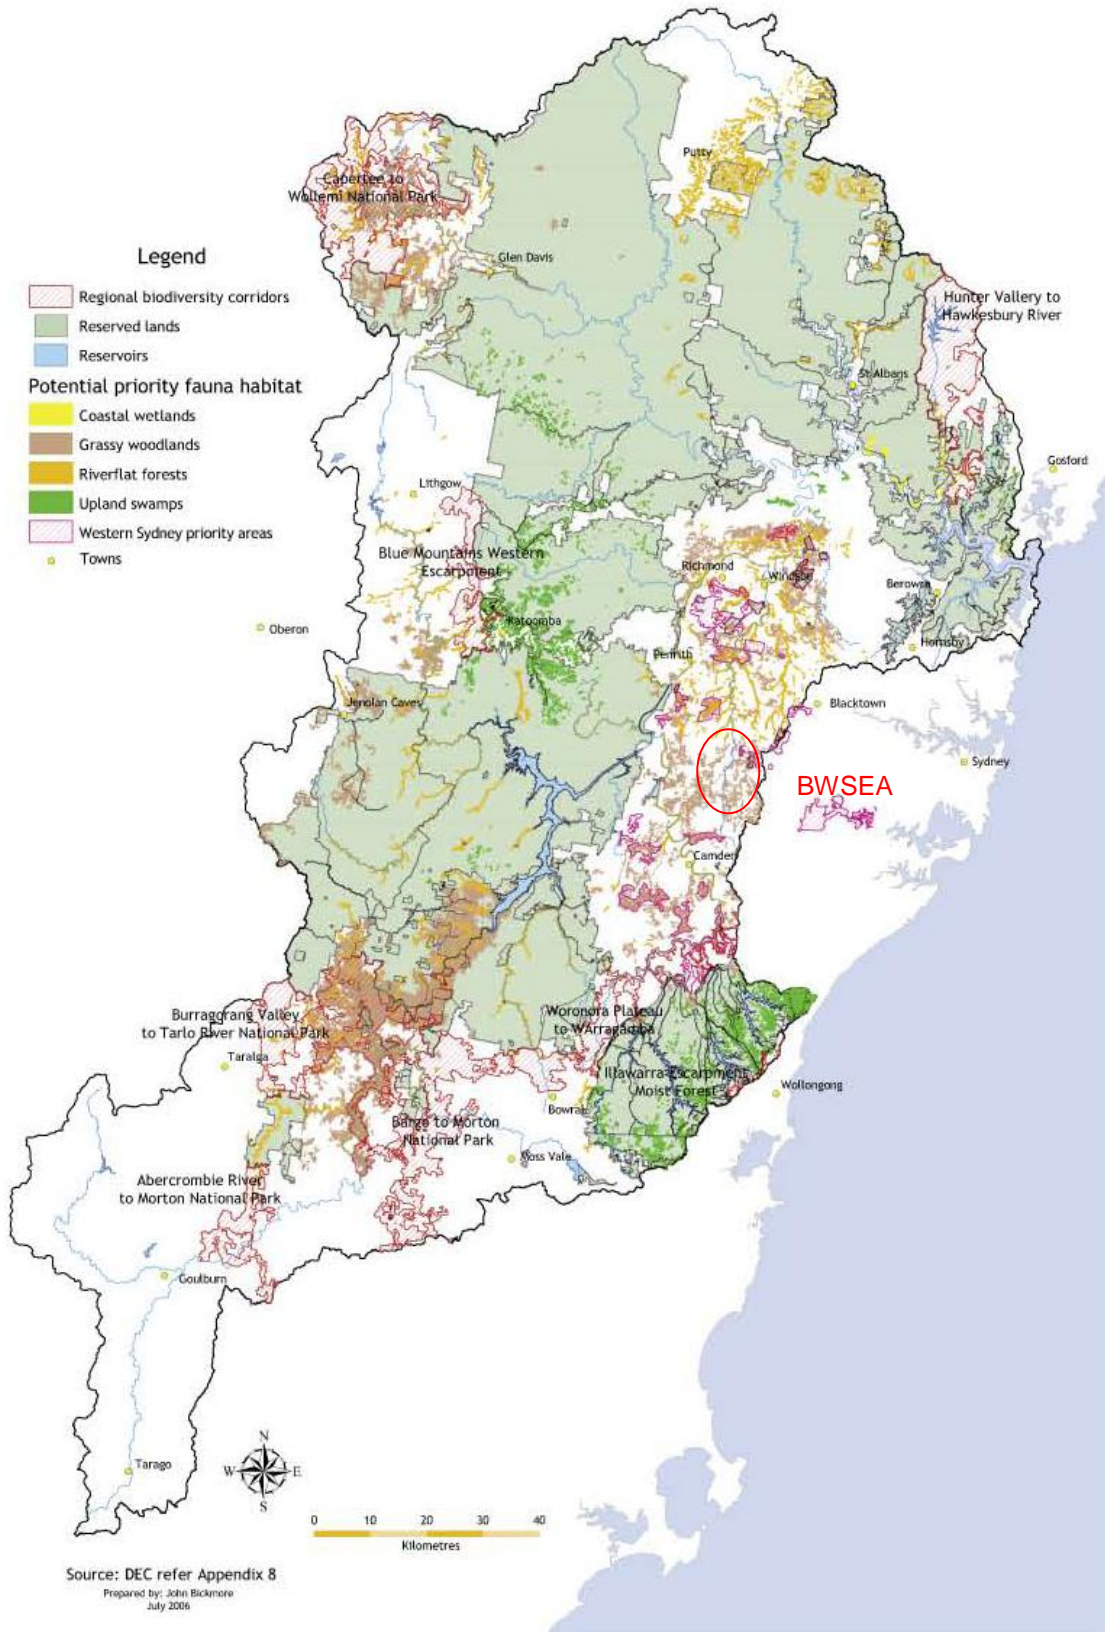 Putty
Capertee to
Wollemi National Park
Glen Davis
Legend
Regional biodiversity corridors
Reserved lands
Reservoirs
Potential priority fauna habitat
Coastal wetlands
Grassy woodlands
Riverflat forests
Upland swamps
Western Sydney priority areas
Towns
Hunter Vallery to
Hawkesbury River
St Albans
Gosford
Lithgow
Blue Mountains Western
Escarpment
Richmond
Windsor
Berowra
Oberon
Katoomba
Hornsby
Penrith
Jenolan Caves
Blacktown
Sydney
BWSEA
Camden
Burragorang Valley
to Tarlo River National Park
Woronora Plateau
to WArragamba
Taralga
Illawarra Escarpment
Moist Forest
Wollongong
Bowral
Bargo to Morton
National Park
Moss Vale
Abercrombie River
to Morton National Park
Goulburn
Tarago
N
W E
S
0 10 20 30 40
Kilometres
Source: DEC refer Appendix 8
Prepared by: John Bickmore
July 2006